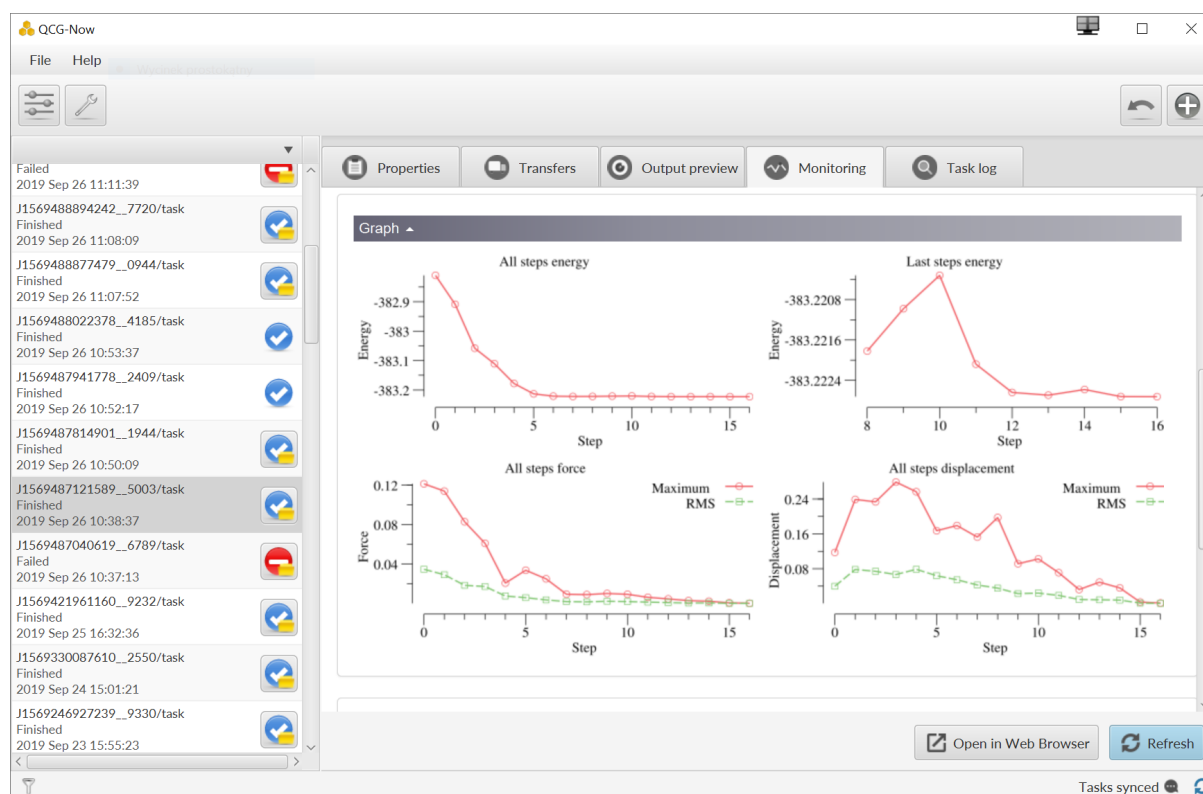 QCG-Now
File Help
Properties
Transfers
Output preview
Monitoring
Task log
Failed
2019 Sep 26 11:11:39
J1569488894242__7720/task
Finished
2019 Sep 26 11:08:09
J1569488877479__0944/task
Finished
2019 Sep 26 11:07:52
J1569488022378__4185/task
Finished
2019 Sep 26 10:53:37
J1569487941778__2409/task
Finished
2019 Sep 26 10:52:17
J1569487814901__1944/task
Finished
2019 Sep 26 10:50:09
J1569487121589__5003/task
Finished
2019 Sep 26 10:38:37
J1569487040619__6789/task
Failed
2019 Sep 26 10:37:13
J1569421961160__9232/task
Finished
2019 Sep 25 16:32:36
J1569330087610__2550/task
Finished
2019 Sep 24 15:01:21
J1569246927239__9330/task
Finished
2019 Sep 23 15:55:23
Graph
All steps energy
Energy
-382.9
-383
-383.1
-383.2
0 5 10 15
Step
Last steps energy
Energy
-383.2208
-383.2216
-383.2224
8 10 12 14 16
Step
All steps force
Maximum
RMS
Force
0.12
0.08
0.04
0 5 10 15
Step
All steps displacement
Maximum
RMS
Displacement
0.24
0.16
0.08
0 5 10 15
Step
Open in Web Browser
Refresh
Tasks synced